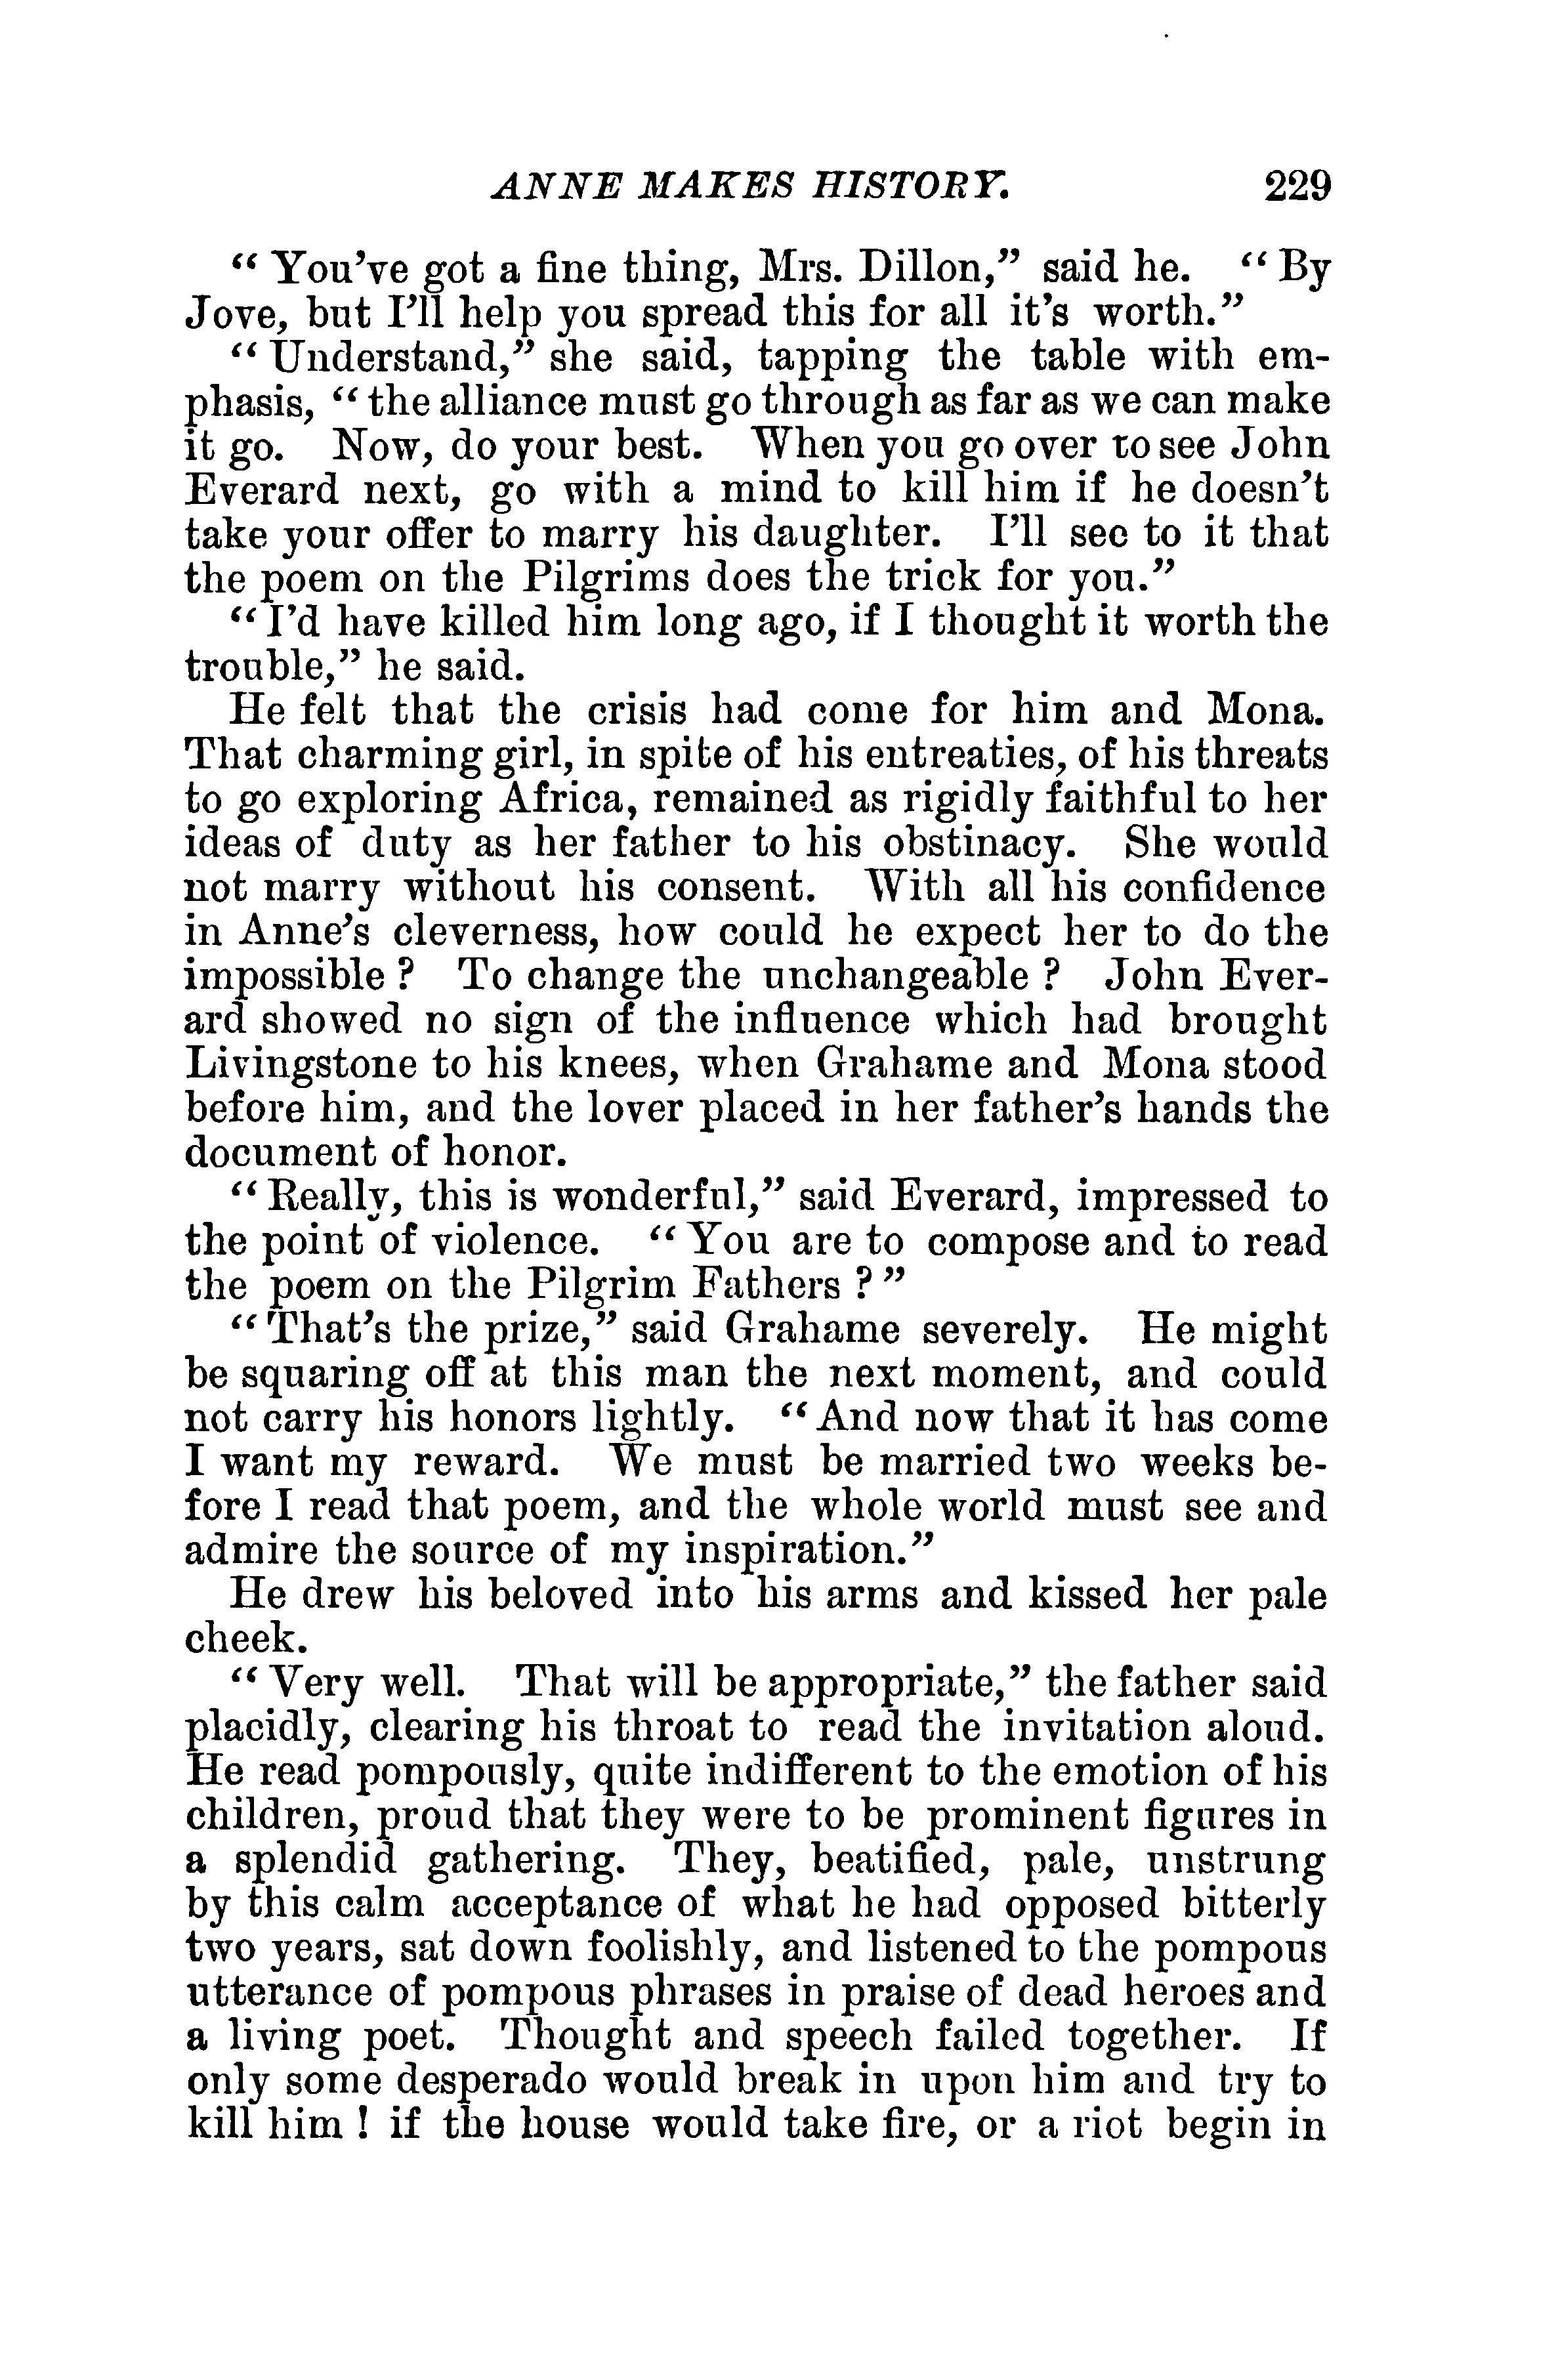 ANNE MAKES HISTORY. 229
“ You’ve got a fine thing, Mrs. Dillon,” said he. “ By
Jove, but I’ll help you spread this for all it’s worth.”
“ Understand,” she said, tapping the table with em-
phasis, “ the alliance must go through as far as we can make
it go. Now, do your best. When you go over to see John
Everard next, go with a mind to kill him if he doesn’t
take your offer to marry his daughter. I’ll see to it that
the poem on the Pilgrims does the trick for you.”
“ I’d have killed him long ago, if I thought it worth the
trouble,” he said.
He felt that the crisis had come for him and Mona.
That charming girl, in spite of his entreaties, of his threats
to go exploring Africa, remained as rigidly faithful to her
ideas of duty as her father to his obstinacy. She would
not marry without his consent. With all his confidence
in Anne’s cleverness, how could he expect her to do the
impossible ? To change the unchangeable ? John Ever-
ard showed no sign of the influence which had brought
Livingstone to his knees, when Grahame and Mona stood
before him, and the lover placed in her father’s hands the
document of honor.
“ Really, this is wonderful,” said Everard, impressed to
the point of violence. “ You are to compose and to read
the poem on the Pilgrim Fathers ? ”
“ That’s the prize,” said Grahame severely. He might
be squaring off at this man the next moment, and could
not carry his honors lightly. “ And now that it has come
I want my reward. We must be married two weeks be-
fore I read that poem, and the whole world must see and
admire the source of my inspiration.”
He drew his beloved into his arms and kissed her pale
cheek.
“ Very well. That will be appropriate,” the father said
placidly, clearing his throat to read the invitation aloud.
He read pompously, quite indifferent to the emotion of his
children, proud that they were to be prominent figures in
a splendid gathering. They, beatified, pale, unstrung
by this calm acceptance of what he had opposed bitterly
two years, sat down foolishly, and listened to the pompous
utterance of pompous phrases in praise of dead heroes and
a living poet. Thought and speech failed together. If
only some desperado would break in upon him and try to
kill him ! if the house would take fire, or a riot begin in